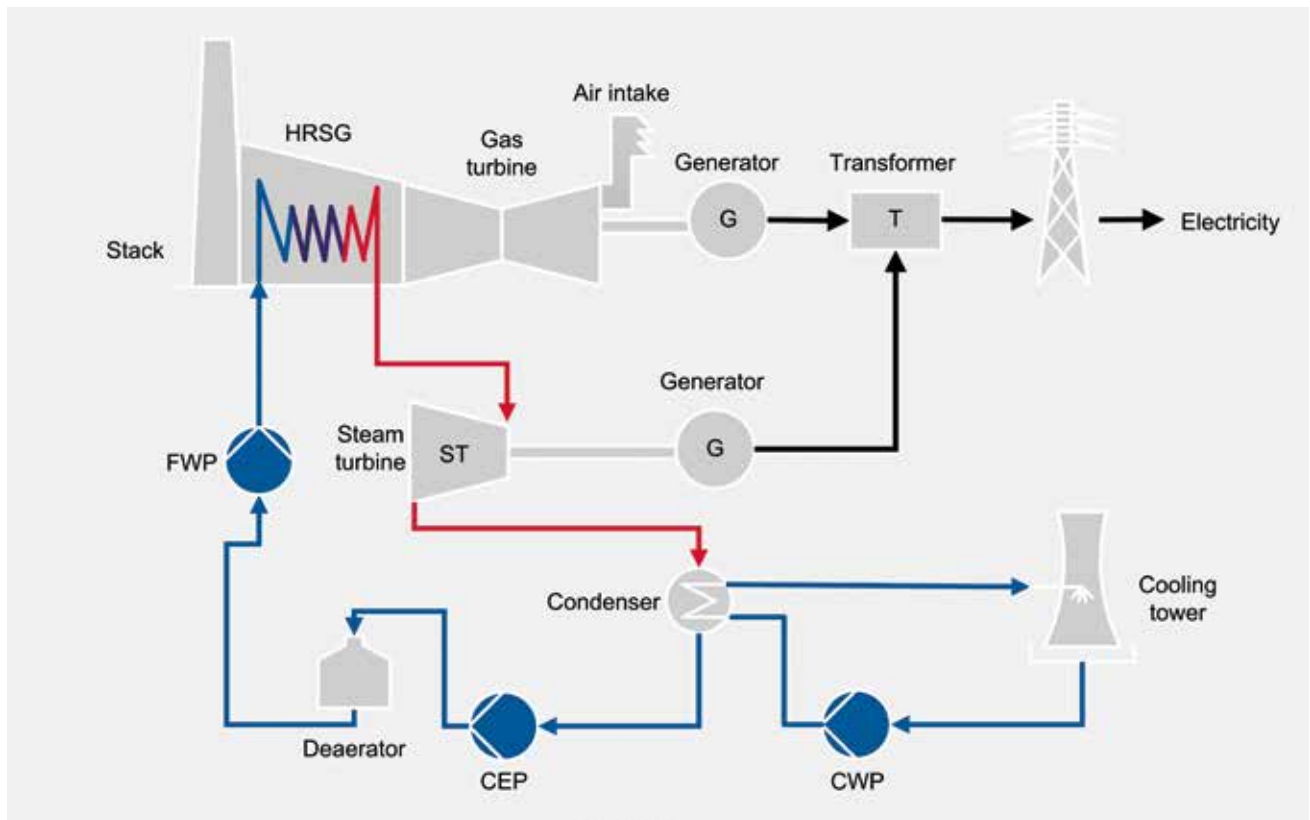 Air intake
HRSG
Gas
turbine
Generator
Transformer
G
T
Stack
Electricity
Generator
Steam
turbine
ST
G
FWP
Condenser
Cooling
tower
Deaerator
CEP
CWP